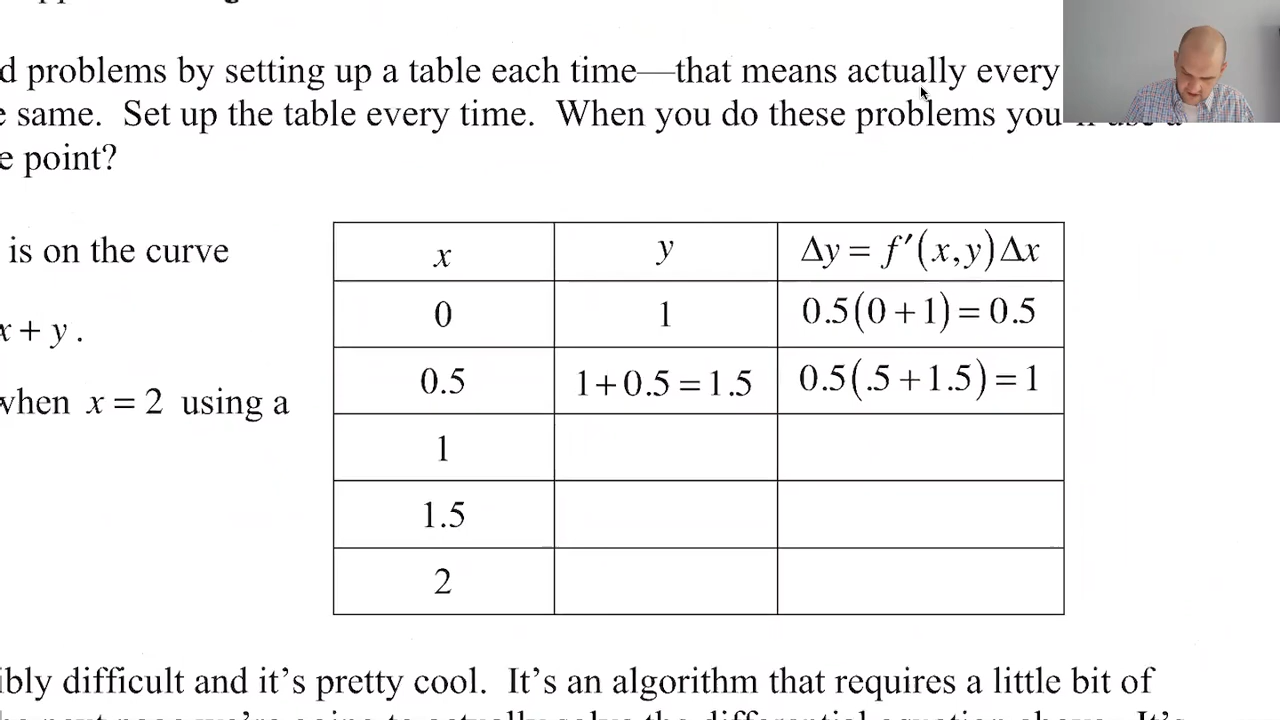 d problems by setting up a table each time—that means actually every
e same. Set up the table every time. When you do these problems you
e point?
is on the curve
x + y .
when x = 2 using a
x y Δy = f′(x,y)Δx
0 1 0.5(0+1)=0.5
0.5 1+0.5=1.5 0.5(.5+1.5)=1
1
1.5
2
ibly difficult and it's pretty cool. It's an algorithm that requires a little bit of